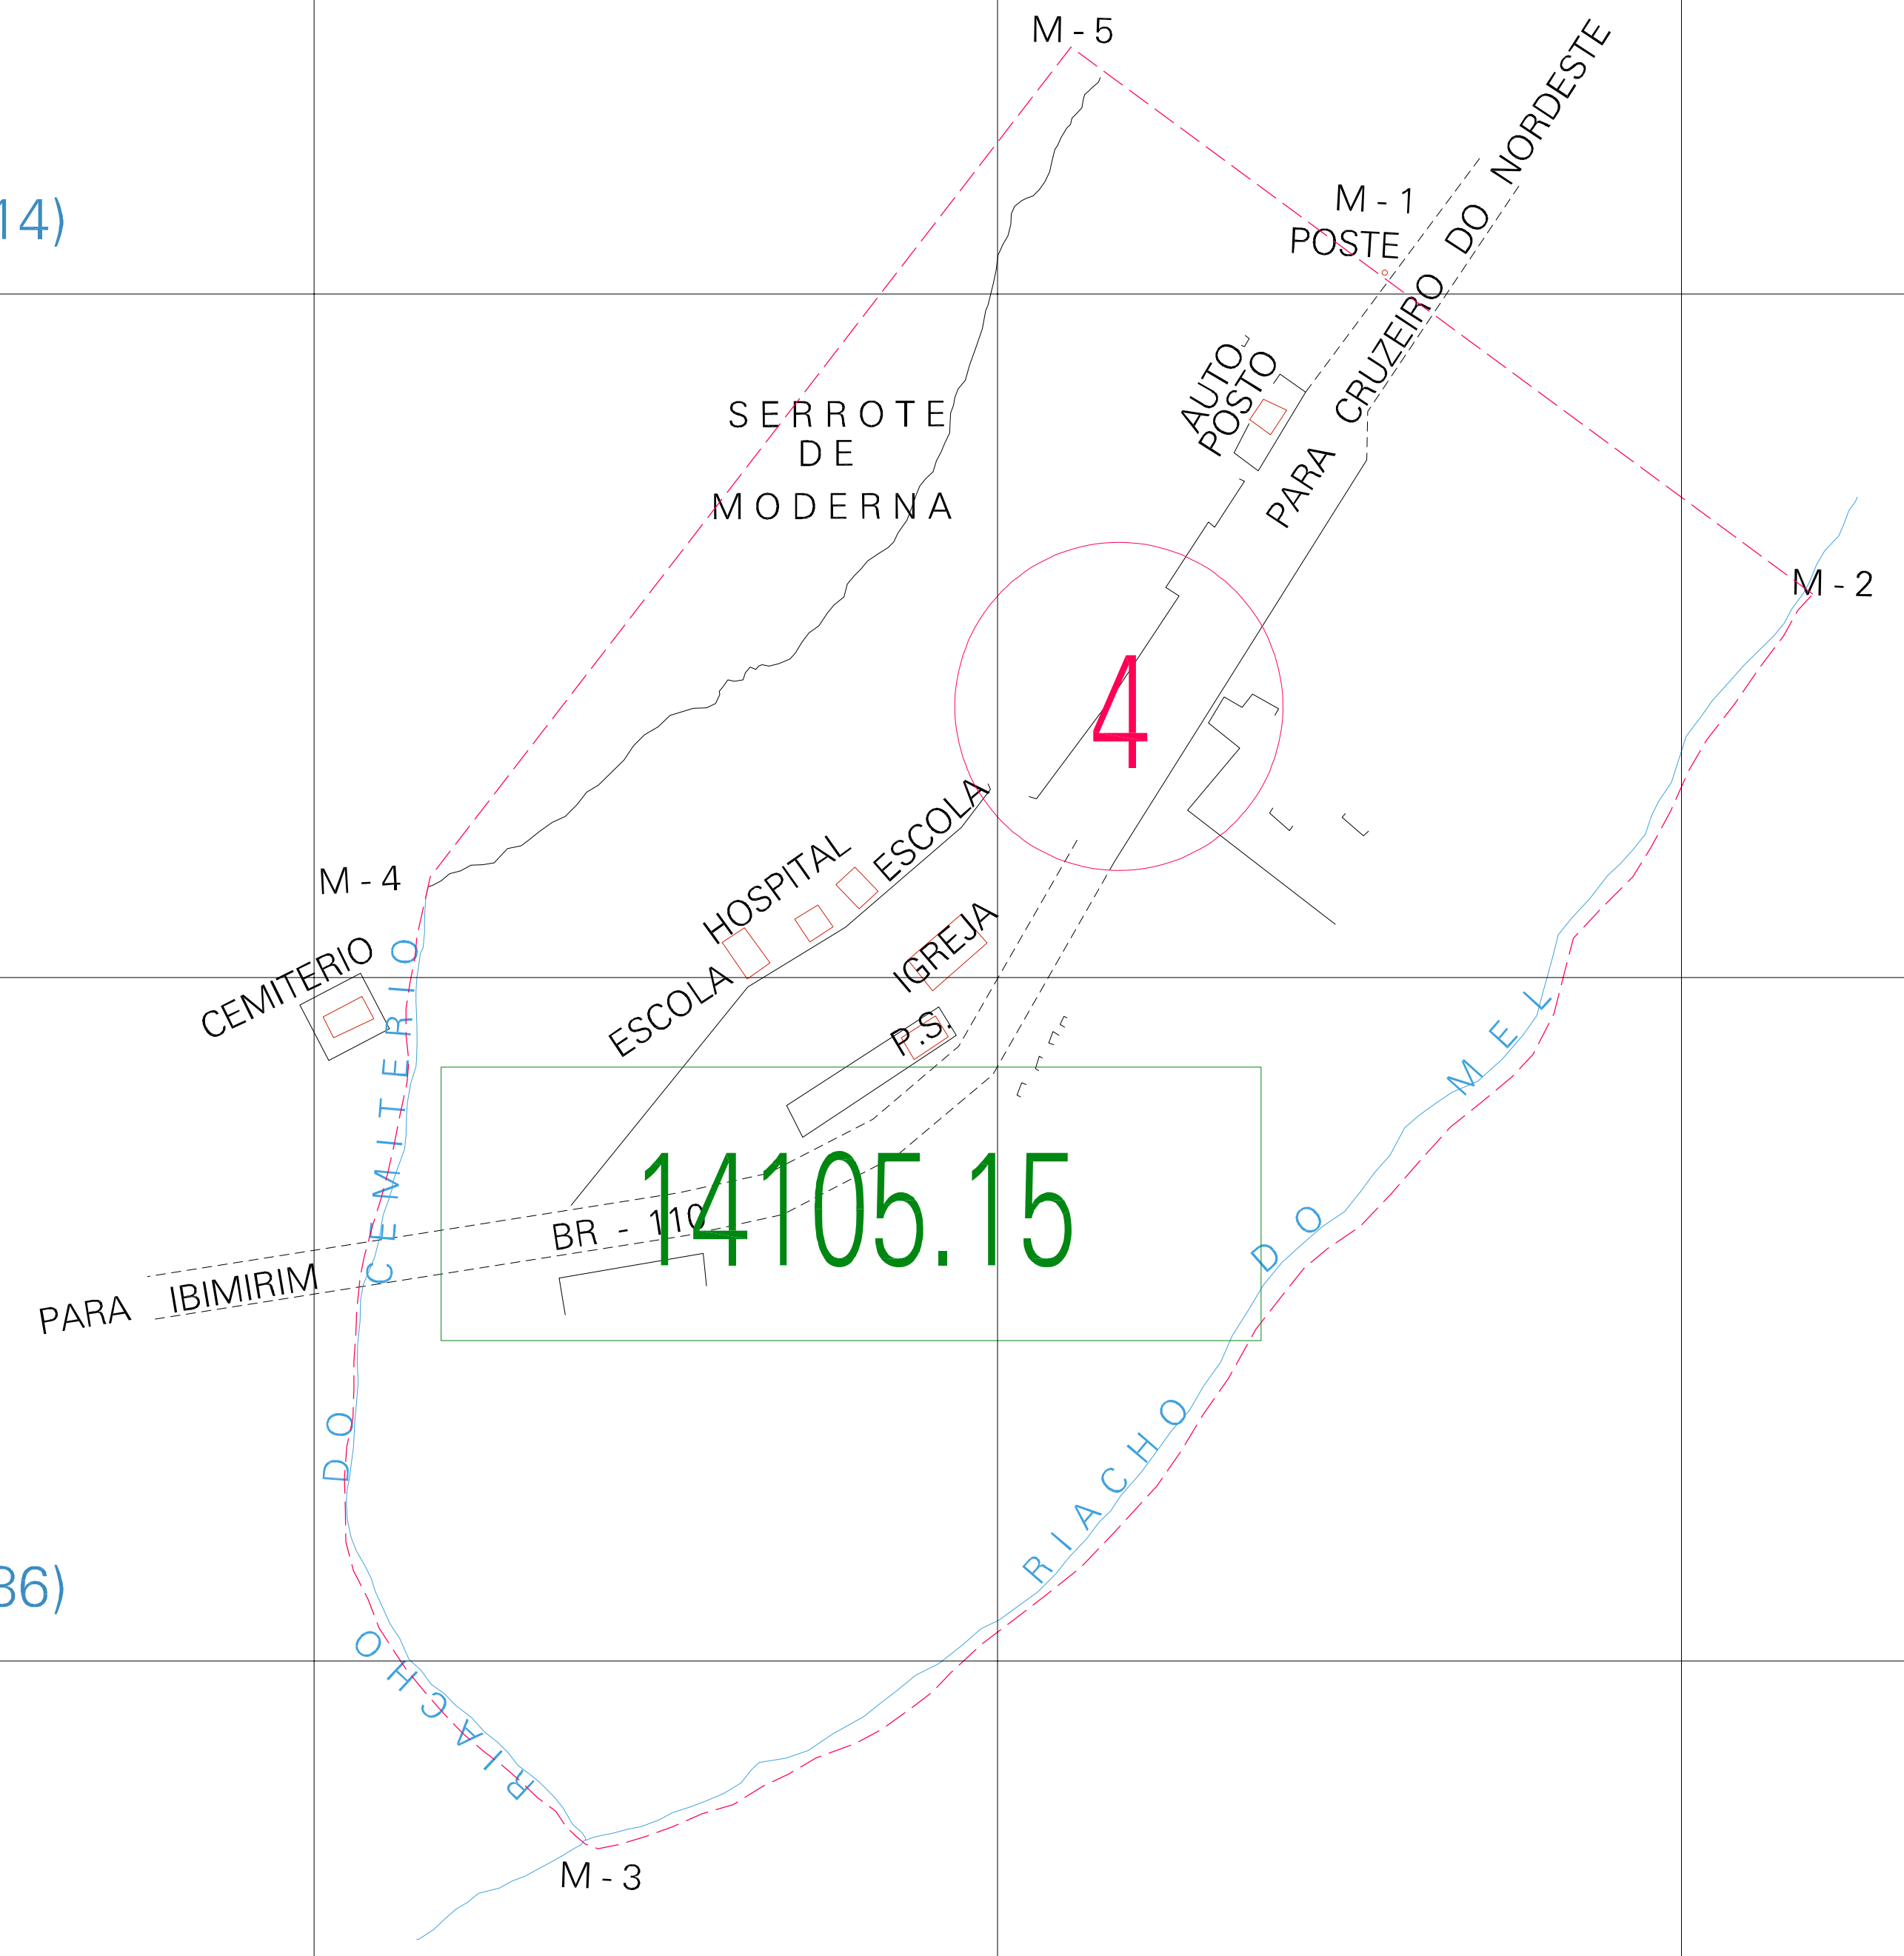 M - 5
PARA CRUZEIRO DO NORDESTE
M - 1
POSTE
14)
AUTO
POSTO
SERROTE
DE
MODERNA
M - 2
4
M - 4
HOSPITAL
ESCOLA
IGREJA
CEMITERIO
ESCOLA
P.S.
RIACHO DO MEL
RIACHO DO CEMITERIO
14105.15
BR - 110
PARA IBIMIRIM
36)
M - 3